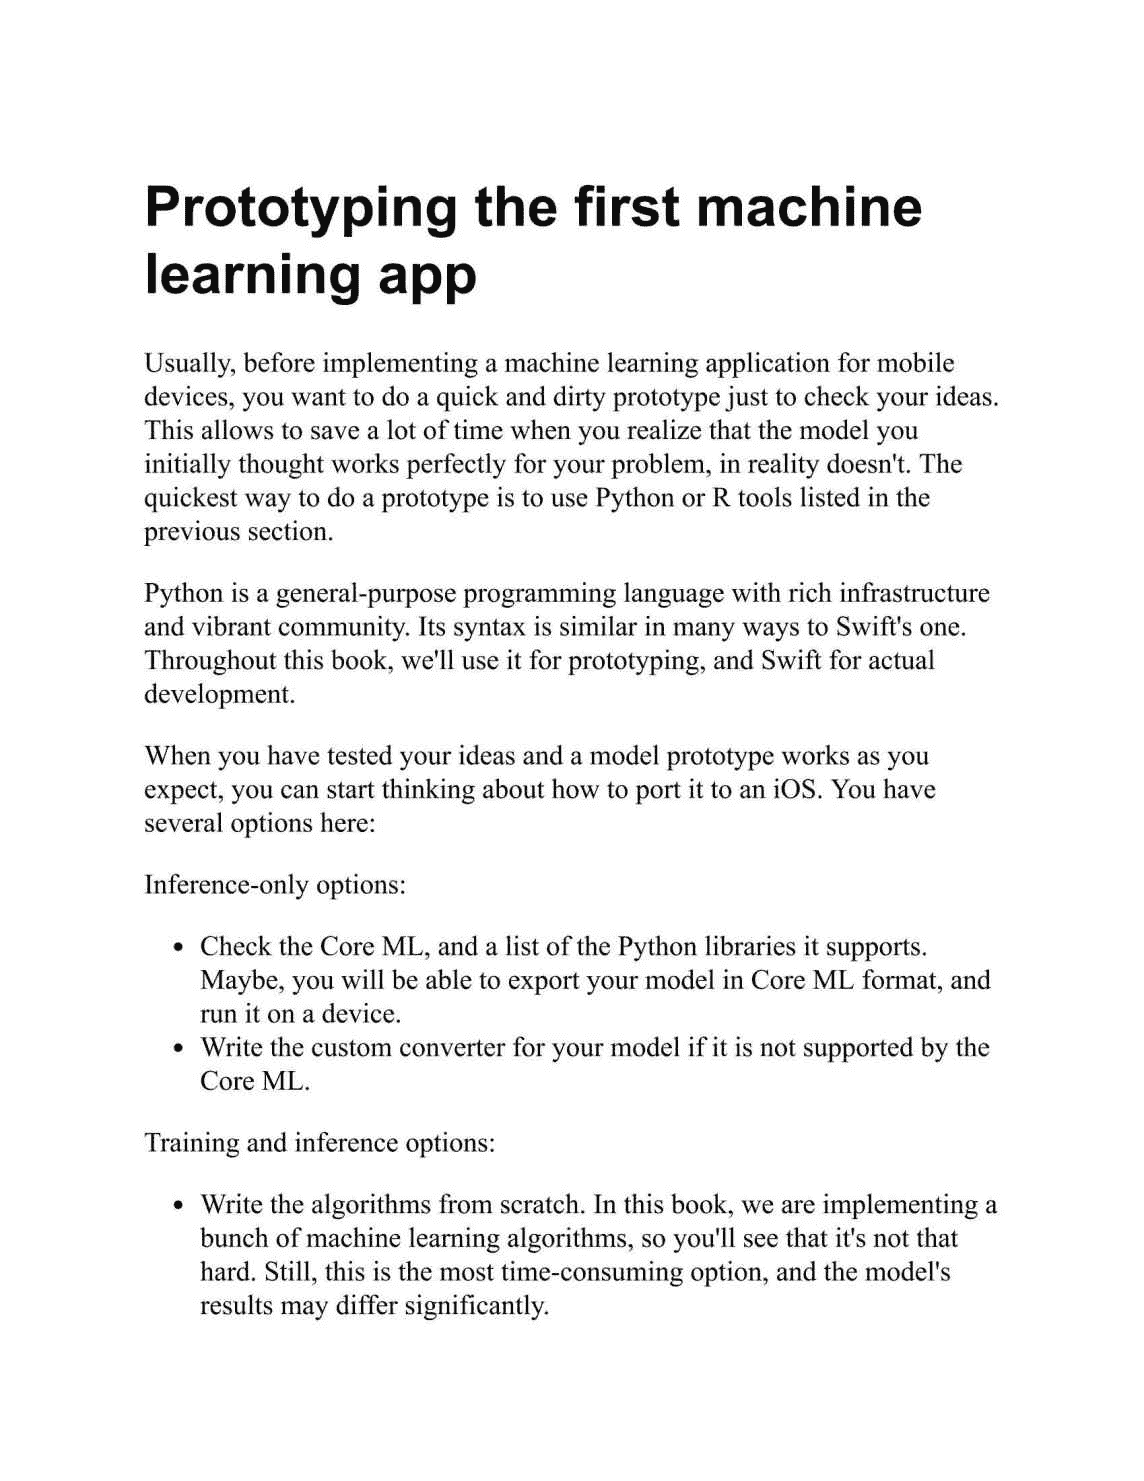 Prototyping the first machine
learning app
Usually, before implementing a machine learning application for mobile
devices, you want to do a quick and dirty prototype just to check your ideas.
This allows to save a lot of time when you realize that the model you
initially thought works perfectly for your problem, in reality doesn't. The
quickest way to do a prototype is to use Python or R tools listed in the
previous section.
Python is a general-purpose programming language with rich infrastructure
and vibrant community. Its syntax is similar in many ways to Swift's one.
Throughout this book, we'll use it for prototyping, and Swift for actual
development.
When you have tested your ideas and a model prototype works as you
expect, you can start thinking about how to port it to an iOS. You have
several options here:
Inference-only options:
• Check the Core ML, and a list of the Python libraries it supports.
Maybe, you will be able to export your model in Core ML format, and
run it on a device.
• Write the custom converter for your model if it is not supported by the
Core ML.
Training and inference options:
• Write the algorithms from scratch. In this book, we are implementing a
bunch of machine learning algorithms, so you'll see that it's not that
hard. Still, this is the most time-consuming option, and the model's
results may differ significantly.